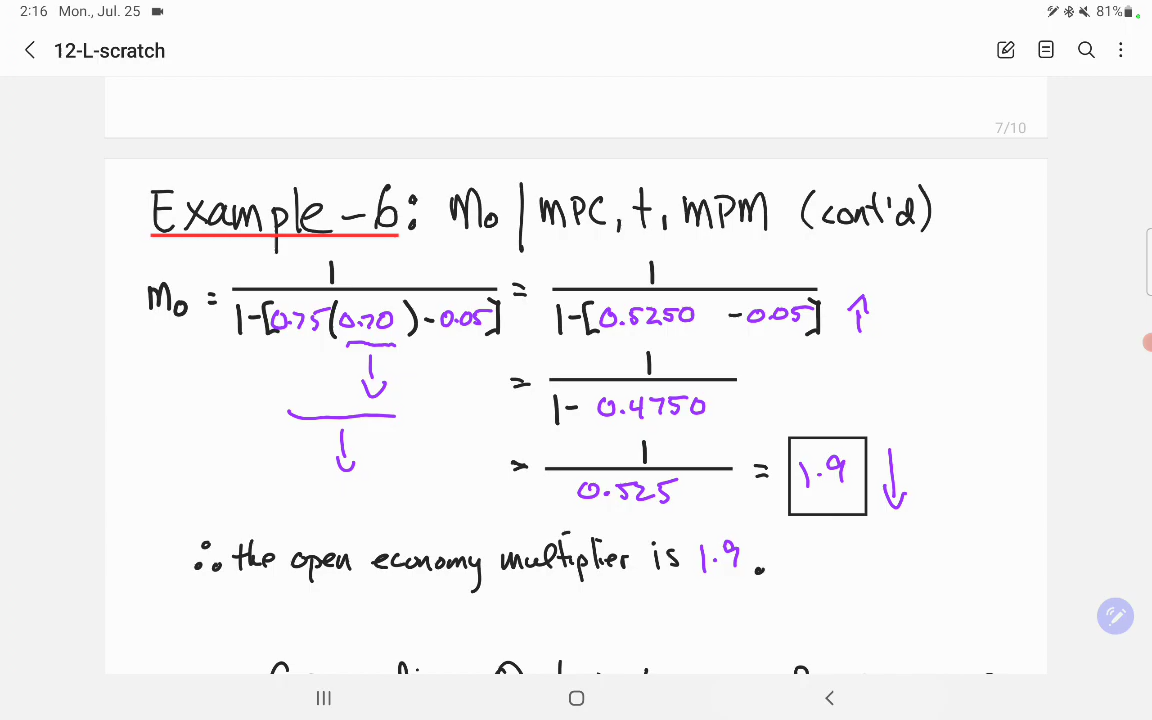 2:16 Mon., Jul. 25 81%
12-L-scratch
7/10
Example-6: mo | MPC, t, MPM (cont'd)
mo = 1 / 1-[0.75(0.70)-0.05] = 1 / 1-[0.5250 -0.05] ↑
↓ = 1 / 1- 0.4750
↓ = 1 / 0.525 = 1.9 ↓
∴ the open economy multiplier is 1.9.